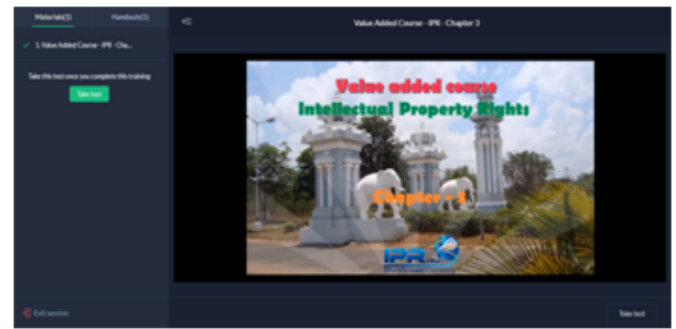 Materials(1) Handouts(1)
Value Added Course - IPR - Chapter 3
1. Value Added Course - IPR - Cha...
Take this test once you complete this training
Take test
Value added course
Intellectual Property Rights
Chapter - 3
IPR
Exit session
Take test